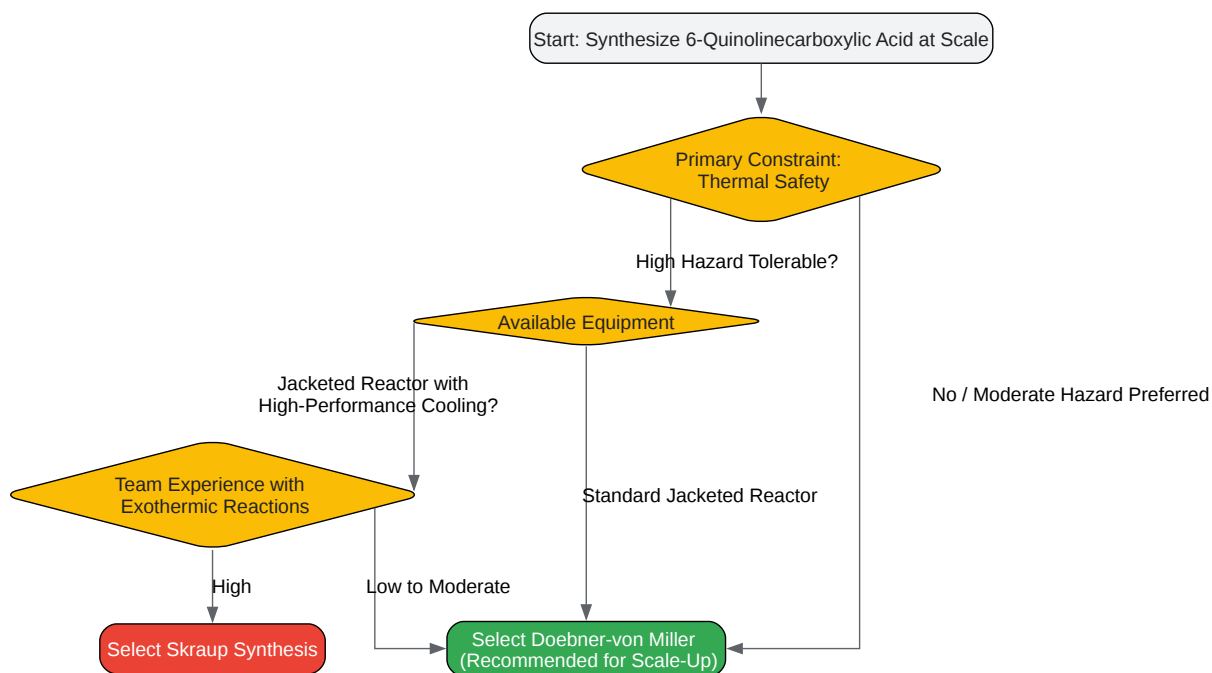 Start: Synthesize 6-Quinolinecarboxylic Acid at Scale
Primary Constraint:
Thermal Safety
High Hazard Tolerable?
Available Equipment
Jacketed Reactor with
High-Performance Cooling?
No / Moderate Hazard Preferred
Team Experience with
Exothermic Reactions
Standard Jacketed Reactor
High
Low to Moderate
Select Skraup Synthesis
Select Doebner-von Miller
(Recommended for Scale-Up)